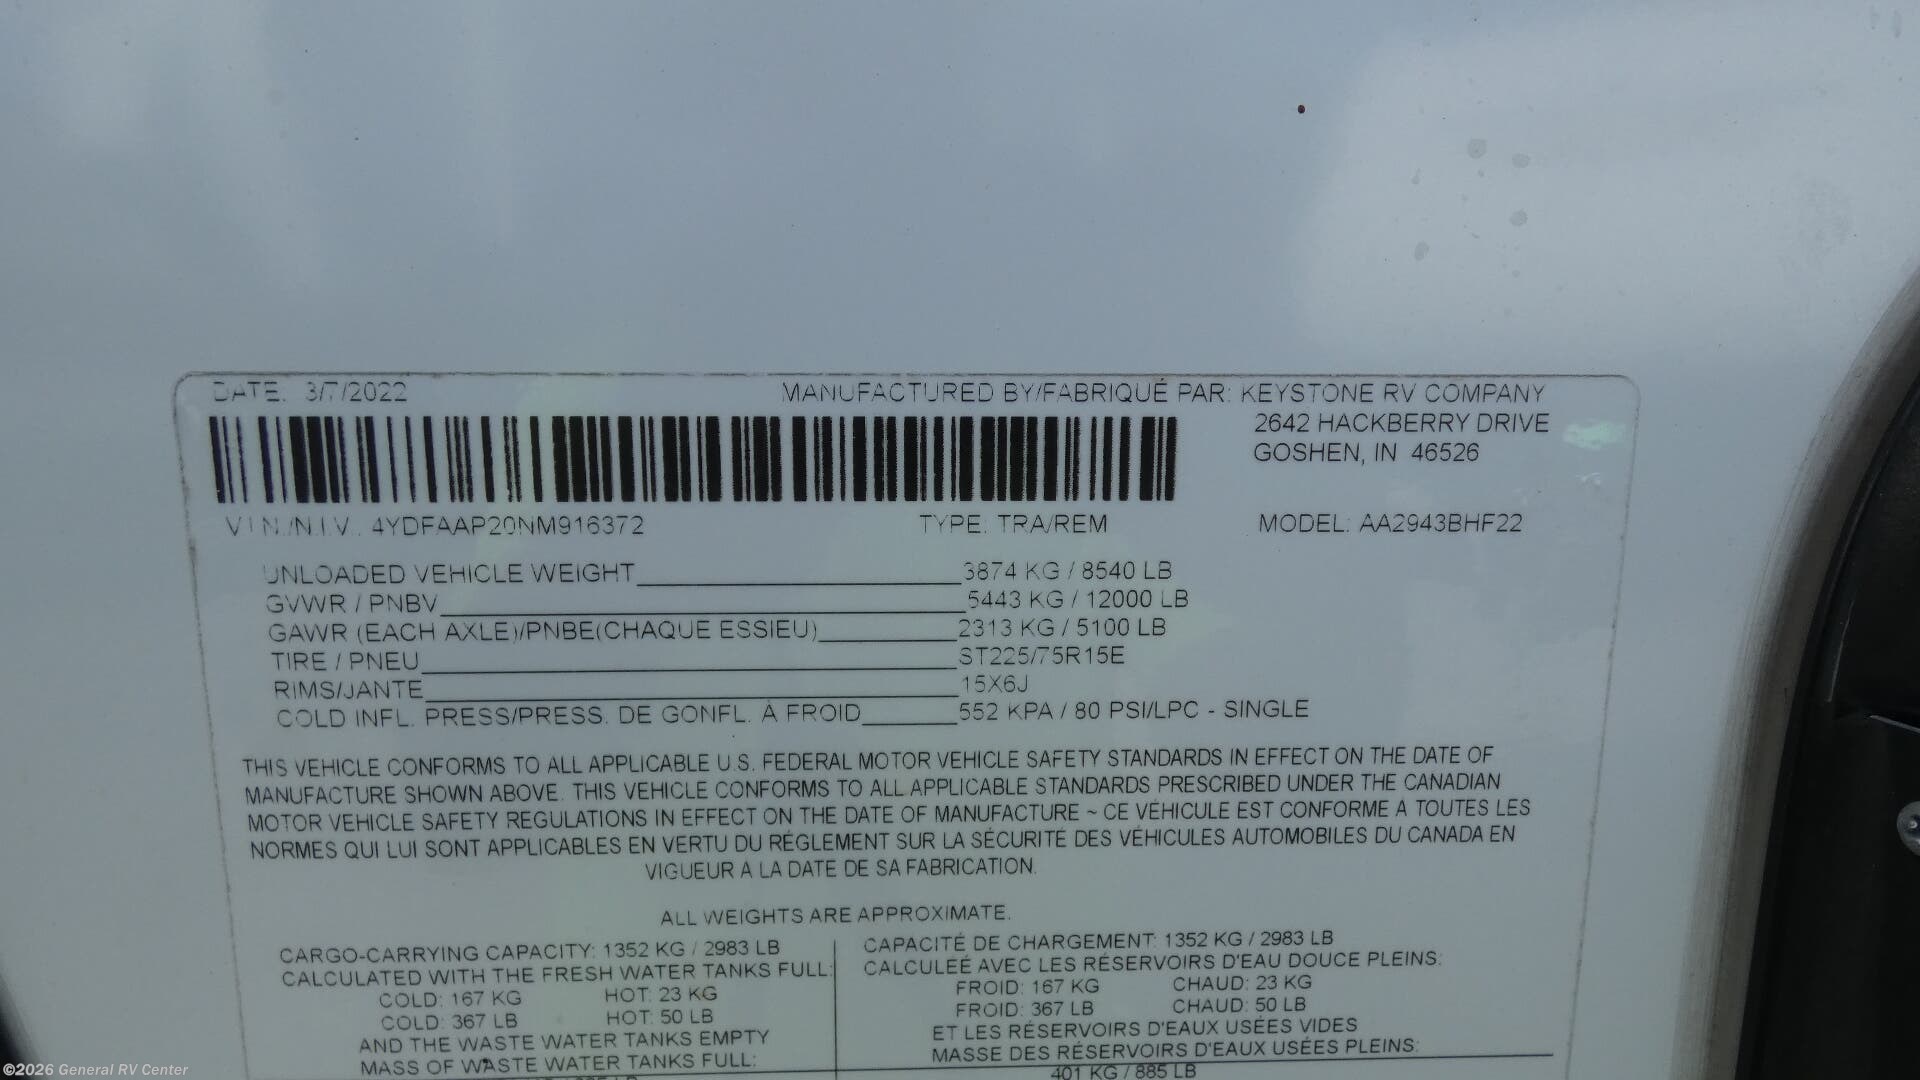 DATE: 3/7/2022
MANUFACTURED BY/FABRIQUÉ PAR: KEYSTONE RV COMPANY
2642 HACKBERRY DRIVE
GOSHEN, IN 46526
V.I.N./N.I.V.: 4YDFAAP20NM916372
TYPE: TRA/REM
MODEL: AA2943BHF22
UNLOADED VEHICLE WEIGHT 3874 KG / 8540 LB
GVWR / PNBV 5443 KG / 12000 LB
GAWR (EACH AXLE)/PNBE(CHAQUE ESSIEU) 2313 KG / 5100 LB
TIRE / PNEU ST225/75R15E
RIMS/JANTE 15X6J
COLD INFL. PRESS/PRESS. DE GONFL. À FROID 552 KPA / 80 PSI/LPC - SINGLE
THIS VEHICLE CONFORMS TO ALL APPLICABLE U.S. FEDERAL MOTOR VEHICLE SAFETY STANDARDS IN EFFECT ON THE DATE OF
MANUFACTURE SHOWN ABOVE. THIS VEHICLE CONFORMS TO ALL APPLICABLE STANDARDS PRESCRIBED UNDER THE CANADIAN
MOTOR VEHICLE SAFETY REGULATIONS IN EFFECT ON THE DATE OF MANUFACTURE ~ CE VÉHICULE EST CONFORME A TOUTES LES
NORMES QUI LUI SONT APPLICABLES EN VERTU DU RÉGLEMENT SUR LA SÉCURITÉ DES VÉHICULES AUTOMOBILES DU CANADA EN
VIGUEUR A LA DATE DE SA FABRICATION.
ALL WEIGHTS ARE APPROXIMATE.
CARGO-CARRYING CAPACITY: 1352 KG / 2983 LB
CALCULATED WITH THE FRESH WATER TANKS FULL:
COLD: 167 KG HOT: 23 KG
COLD: 367 LB HOT: 50 LB
AND THE WASTE WATER TANKS EMPTY
MASS OF WASTE WATER TANKS FULL:
CAPACITÉ DE CHARGEMENT: 1352 KG / 2983 LB
CALCULEÉ AVEC LES RÉSERVOIRS D'EAU DOUCE PLEINS:
FROID: 167 KG CHAUD: 23 KG
FROID: 367 LB CHAUD: 50 LB
ET LES RÉSERVOIRS D'EAUX USÉES VIDES
MASSE DES RÉSERVOIRS D'EAUX USÉES PLEINS:
401 KG / 885 LB
©2026 General RV Center